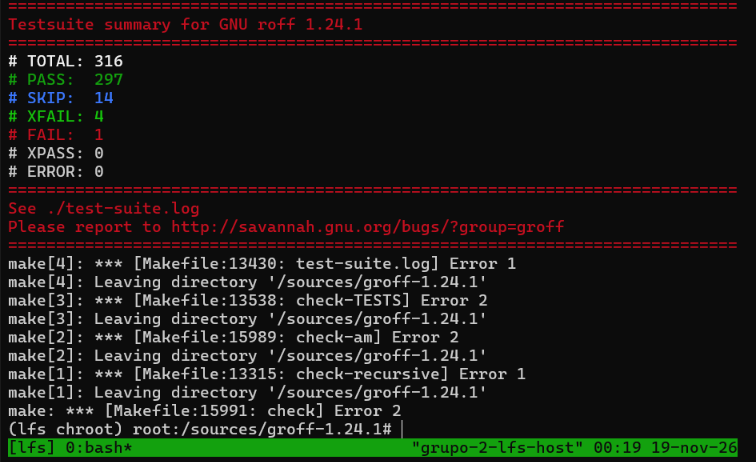 ==============================================================================
Testsuite summary for GNU roff 1.24.1
==============================================================================
# TOTAL: 316
# PASS:  297
# SKIP:  14
# XFAIL: 4
# FAIL:  1
# XPASS: 0
# ERROR: 0
==============================================================================
See ./test-suite.log
Please report to http://savannah.gnu.org/bugs/?group=groff
==============================================================================
make[4]: *** [Makefile:13430: test-suite.log] Error 1
make[4]: Leaving directory '/sources/groff-1.24.1'
make[3]: *** [Makefile:13538: check-TESTS] Error 2
make[3]: Leaving directory '/sources/groff-1.24.1'
make[2]: *** [Makefile:15989: check-am] Error 2
make[2]: Leaving directory '/sources/groff-1.24.1'
make[1]: *** [Makefile:13315: check-recursive] Error 1
make[1]: Leaving directory '/sources/groff-1.24.1'
make: *** [Makefile:15991: check] Error 2
(lfs chroot) root:/sources/groff-1.24.1#
[lfs] 0:bash* "grupo-2-lfs-host" 00:19 19-nov-26